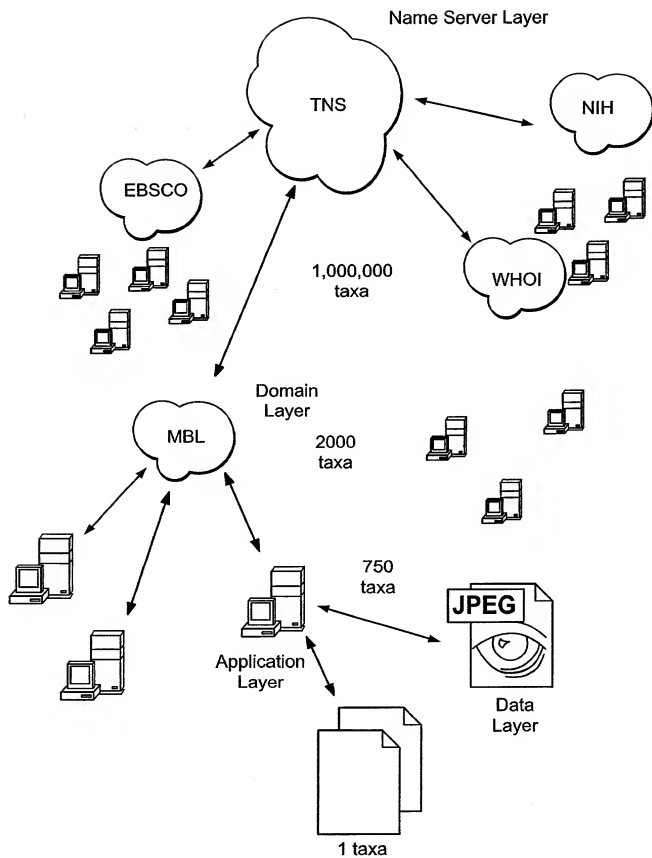 Name Server Layer
TNS
NIH
EBSCO
WHOI
1,000,000
taxa
Domain
Layer
MBL
2000
taxa
750
taxa
JPEG
Application
Layer
Data
Layer
1 taxa